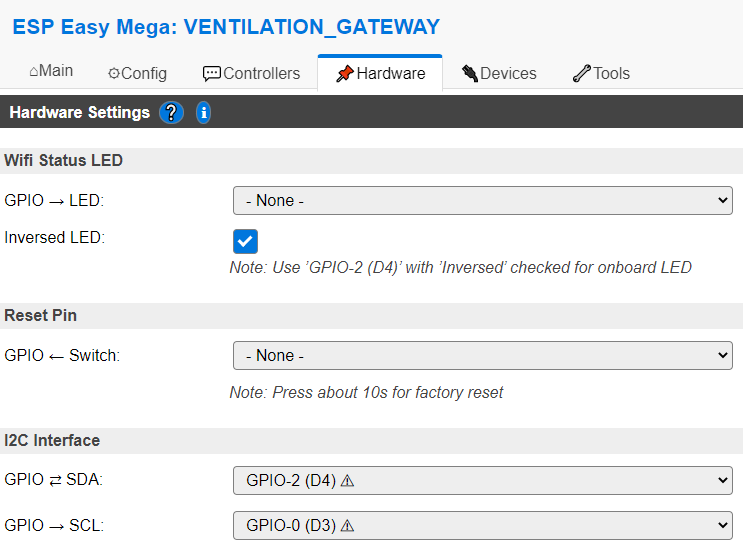 ESP Easy Mega: VENTILATION_GATEWAY
⌂Main ⚙Config 💬Controllers 📌Hardware 🔌Devices 🔧Tools
Hardware Settings ? i
Wifi Status LED
GPIO → LED: - None -
Inversed LED:
Note: Use ’GPIO-2 (D4)’ with ’Inversed’ checked for onboard LED
Reset Pin
GPIO ← Switch: - None -
Note: Press about 10s for factory reset
I2C Interface
GPIO ⇄ SDA: GPIO-2 (D4) ⚠
GPIO → SCL: GPIO-0 (D3) ⚠